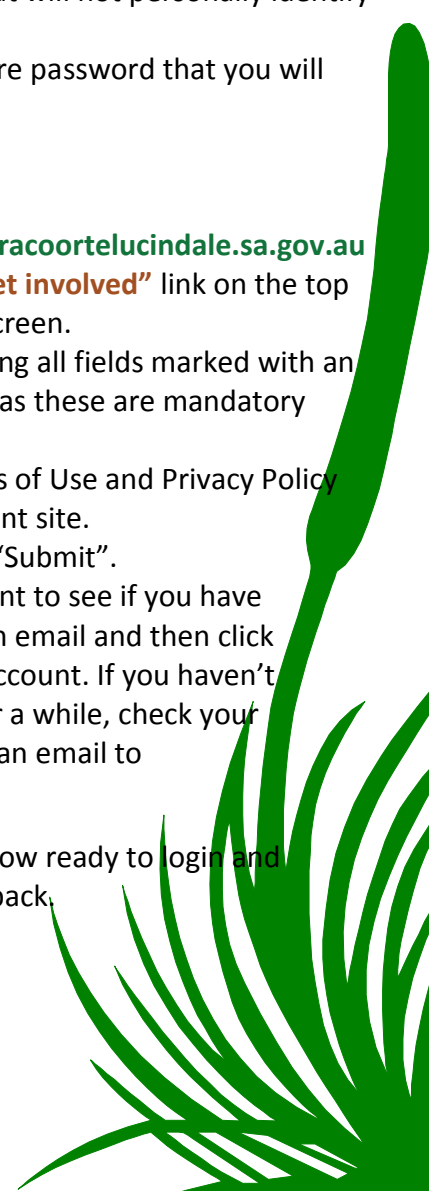 at will not personally identify
re password that you will
racoortelucindale.sa.gov.au
et involved” link on the top
creen.
ng all fields marked with an
as these are mandatory
s of Use and Privacy Policy
nt site.
“Submit”.
nt to see if you have
n email and then click
ccount. If you haven’t
r a while, check your
an email to
ow ready to login and
back.